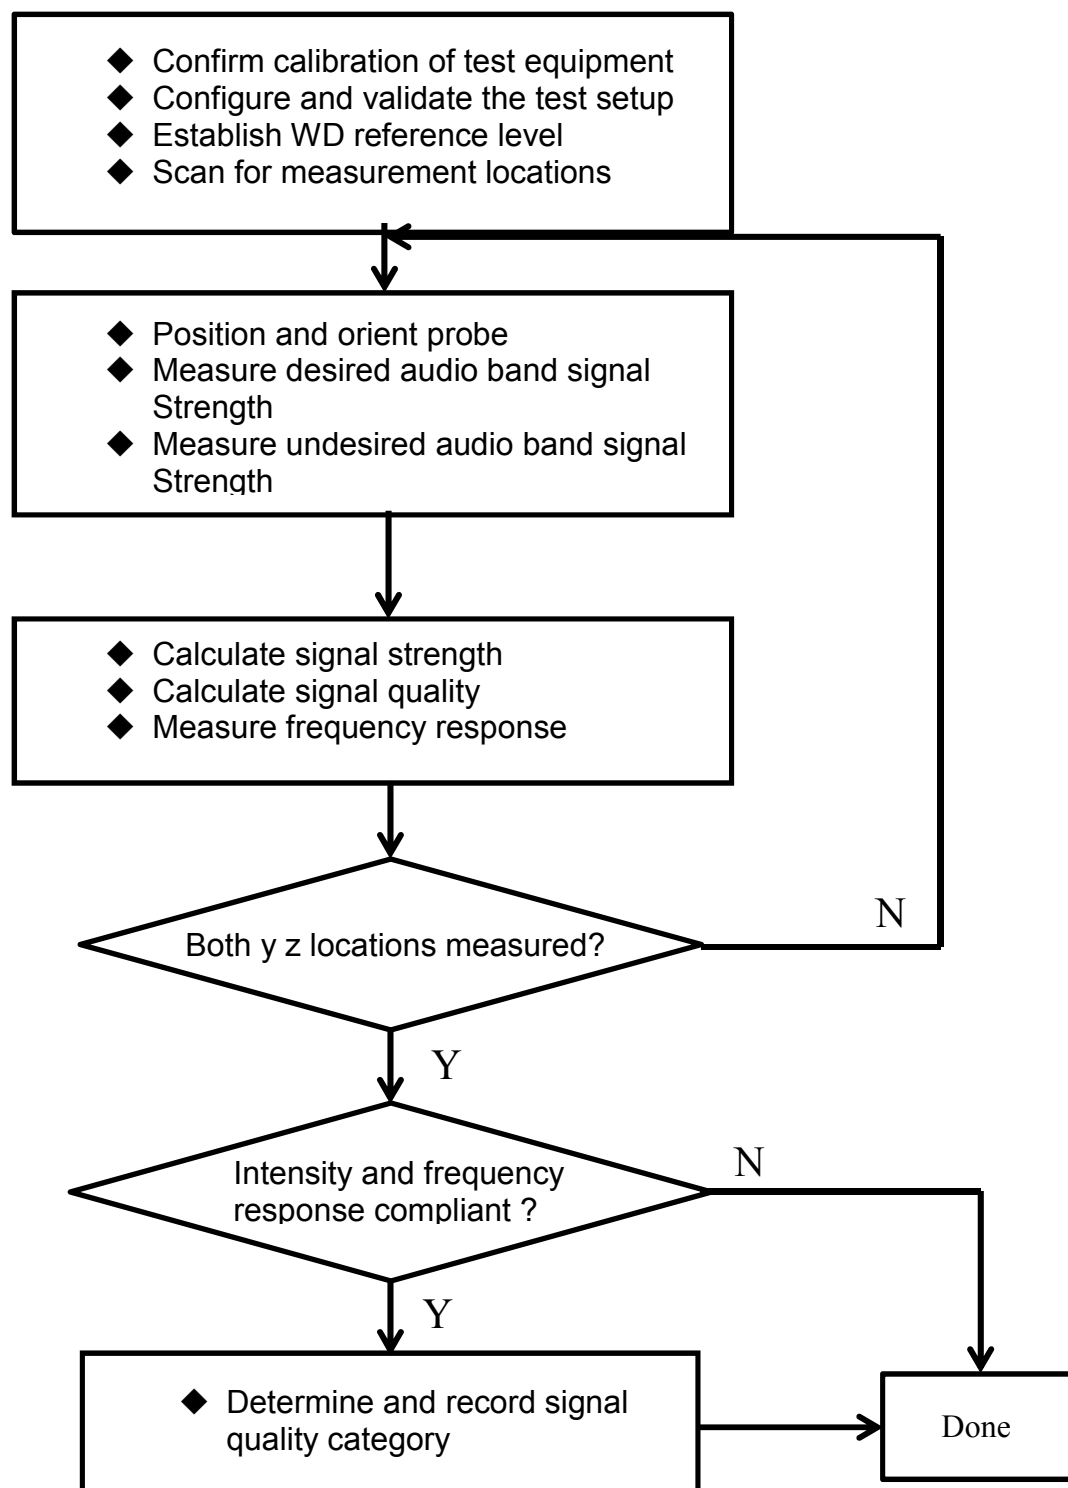 ◆ Confirm calibration of test equipment
◆ Configure and validate the test setup
◆ Establish WD reference level
◆ Scan for measurement locations
◆ Position and orient probe
◆ Measure desired audio band signal
Strength
◆ Measure undesired audio band signal
Strength
◆ Calculate signal strength
◆ Calculate signal quality
◆ Measure frequency response
Both y z locations measured?
N
Y
Intensity and frequency
response compliant ?
N
Y
◆ Determine and record signal
quality category
Done